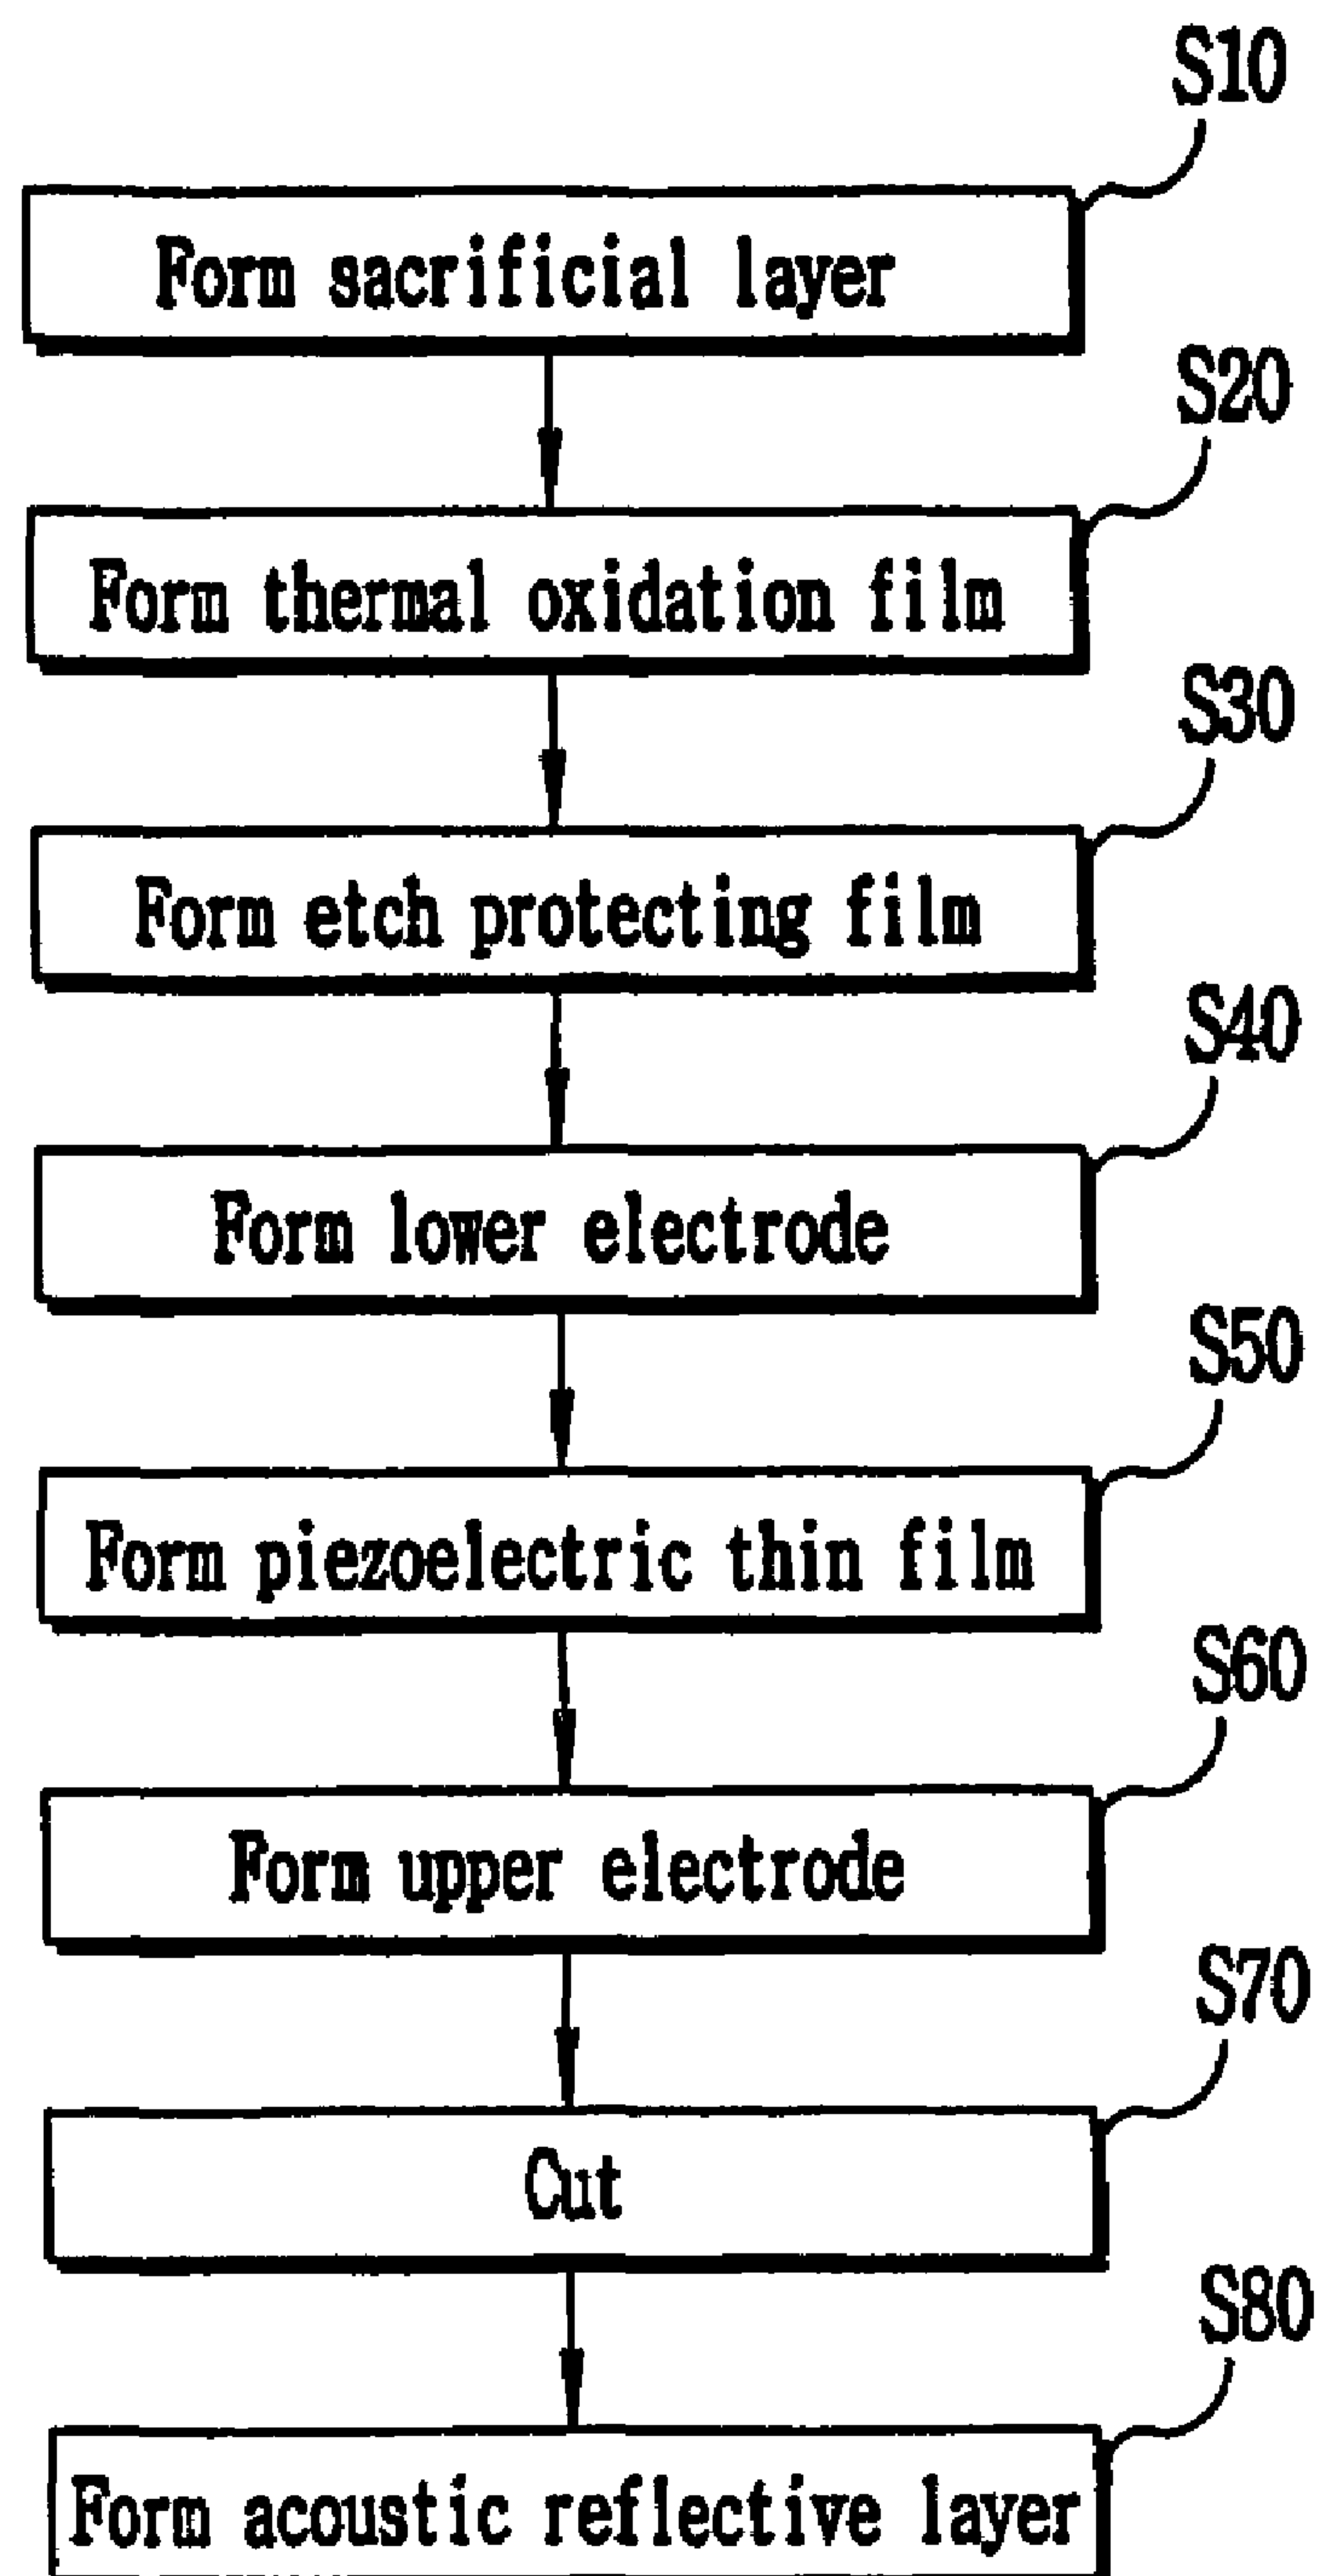 S10
Form sacrificial layer
S20
Form thermal oxidation film
S30
Form etch protecting film
S40
Form lower electrode
S50
Form piezoelectric thin film
S60
Form upper electrode
S70
Cut
S80
Form acoustic reflective layer